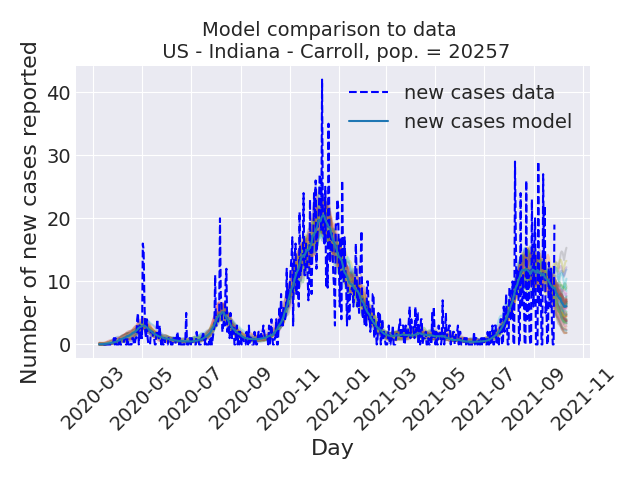 Model comparison to data
US - Indiana - Carroll, pop. = 20257
Number of new cases reported
40
30
20
10
0
new cases data
new cases model
2020-03
2020-05
2020-07
2020-09
2020-11
2021-01
2021-03
2021-05
2021-07
2021-09
2021-11
Day